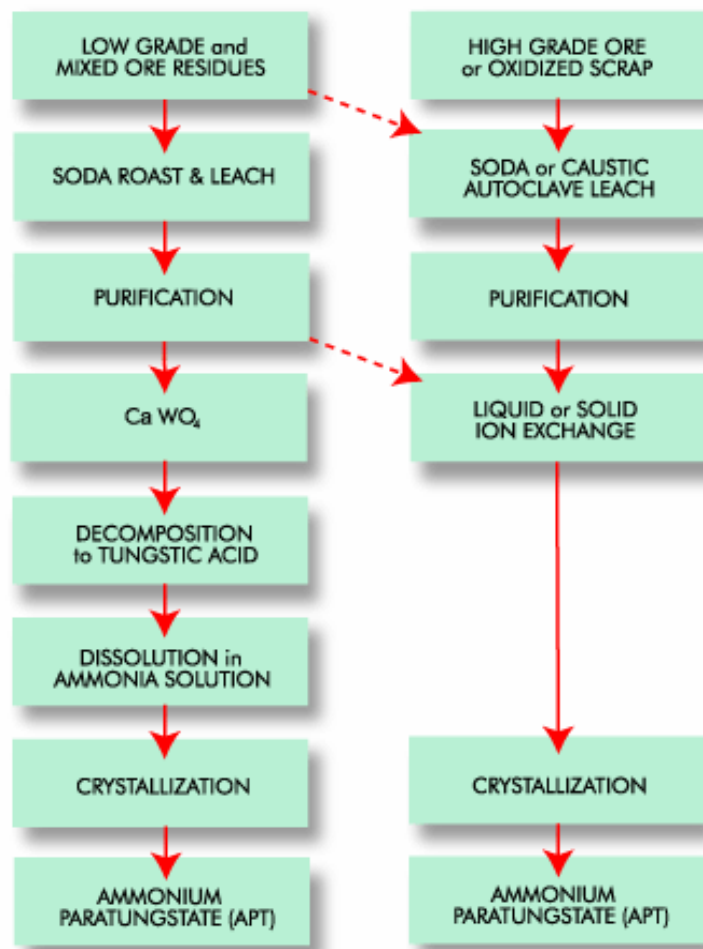 LOW GRADE and
MIXED ORE RESIDUES
SODA ROAST & LEACH
PURIFICATION
Ca WO₄
DECOMPOSITION
to TUNGSTIC ACID
DISSOLUTION in
AMMONIA SOLUTION
CRYSTALLIZATION
AMMONIUM
PARATUNGSTATE (APT)
HIGH GRADE ORE
or OXIDIZED SCRAP
SODA or CAUSTIC
AUTOCLAVE LEACH
PURIFICATION
LIQUID or SOLID
ION EXCHANGE
CRYSTALLIZATION
AMMONIUM
PARATUNGSTATE (APT)